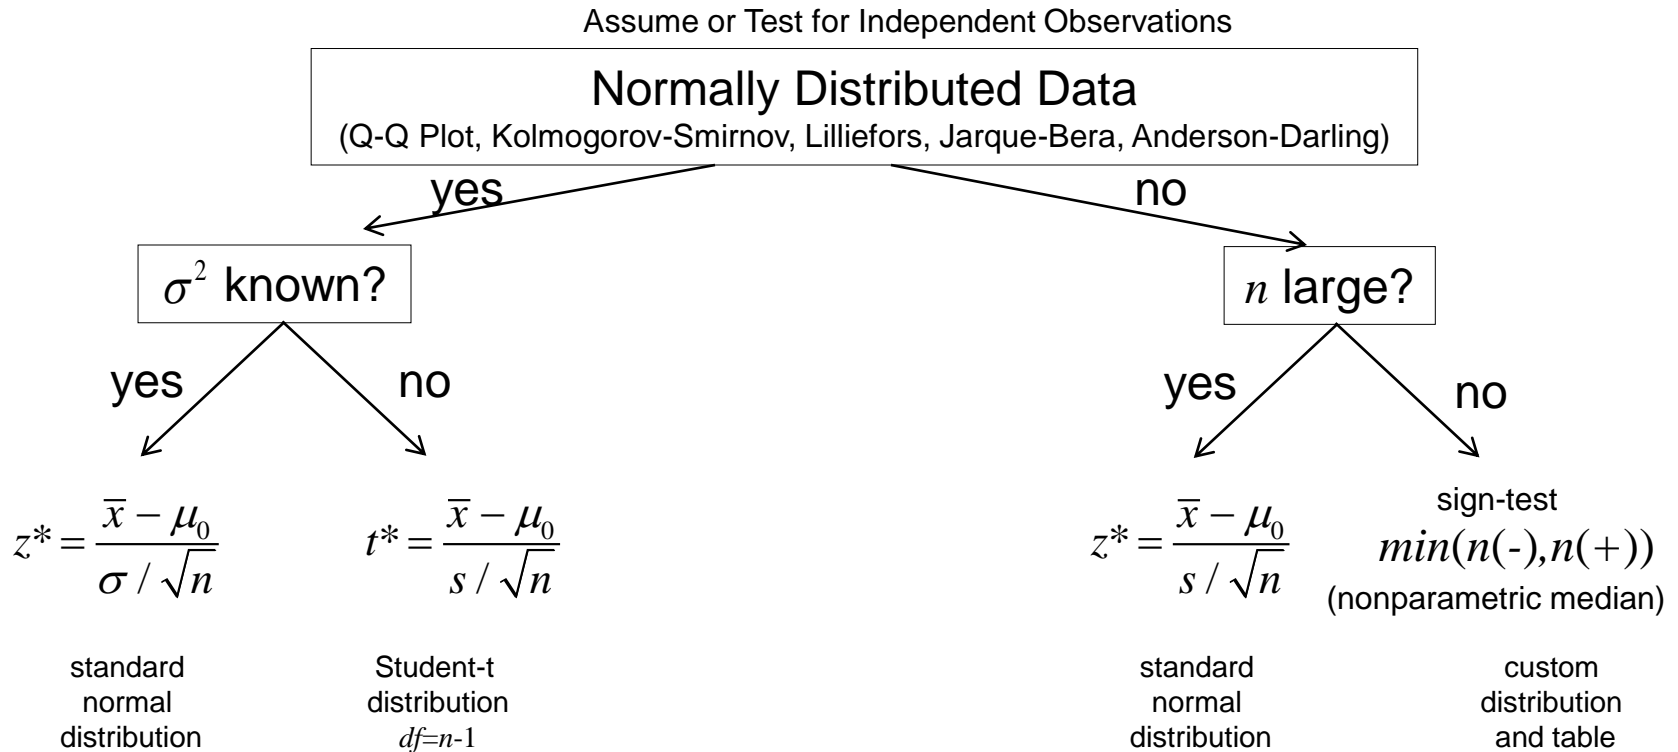 Assume or Test for Independent Observations
Normally Distributed Data
(Q-Q Plot, Kolmogorov-Smirnov, Lilliefors, Jarque-Bera, Anderson-Darling)
yes
no
σ² known?
n large?
yes
no
yes
no
z* = (x̄ − μ₀) / (σ / √n)
t* = (x̄ − μ₀) / (s / √n)
z* = (x̄ − μ₀) / (s / √n)
sign-test
min(n(-),n(+))
(nonparametric median)
standard
normal
distribution
Student-t
distribution
df=n-1
standard
normal
distribution
custom
distribution
and table